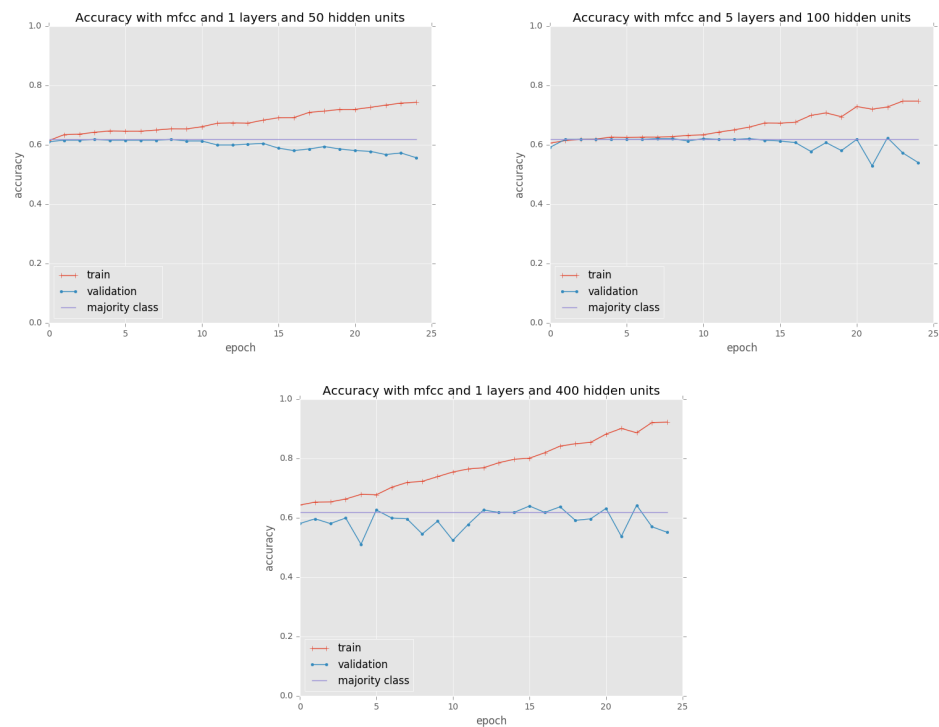 Accuracy with mfcc and 1 layers and 50 hidden units
1.0
0.8
0.6
0.4
0.2
0.0
accuracy
train
validation
majority class
0 5 10 15 20 25
epoch
Accuracy with mfcc and 5 layers and 100 hidden units
1.0
0.8
0.6
0.4
0.2
0.0
accuracy
train
validation
majority class
0 5 10 15 20 25
epoch
Accuracy with mfcc and 1 layers and 400 hidden units
1.0
0.8
0.6
0.4
0.2
0.0
accuracy
train
validation
majority class
0 5 10 15 20 25
epoch